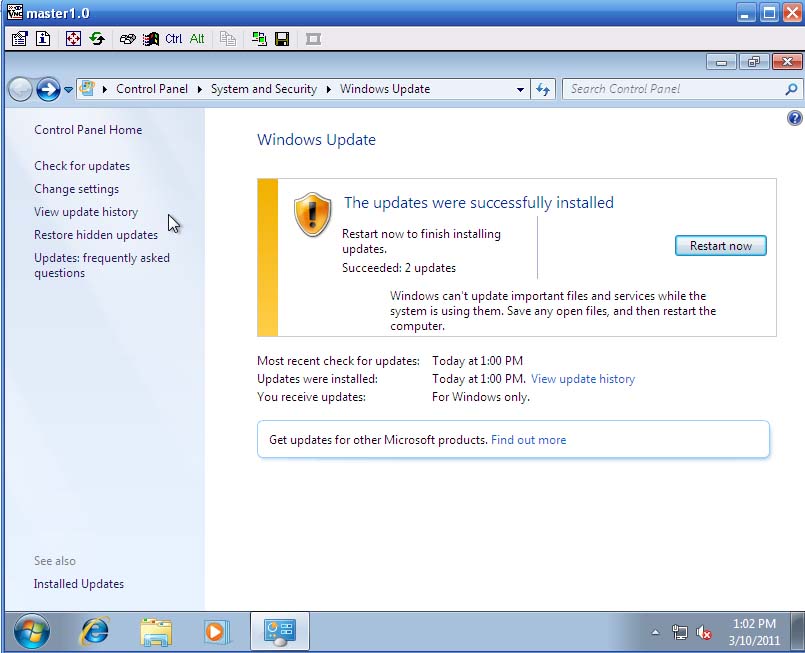 master1.0
Ctrl Alt
Control Panel System and Security Windows Update
Search Control Panel
Control Panel Home
Check for updates
Change settings
View update history
Restore hidden updates
Updates: frequently asked
questions
See also
Installed Updates
Windows Update
The updates were successfully installed
Restart now to finish installing
updates.
Succeeded: 2 updates
Restart now
Windows can't update important files and services while the
system is using them. Save any open files, and then restart the
computer.
Most recent check for updates: Today at 1:00 PM
Updates were installed: Today at 1:00 PM. View update history
You receive updates: For Windows only.
Get updates for other Microsoft products. Find out more
1:02 PM
3/10/2011